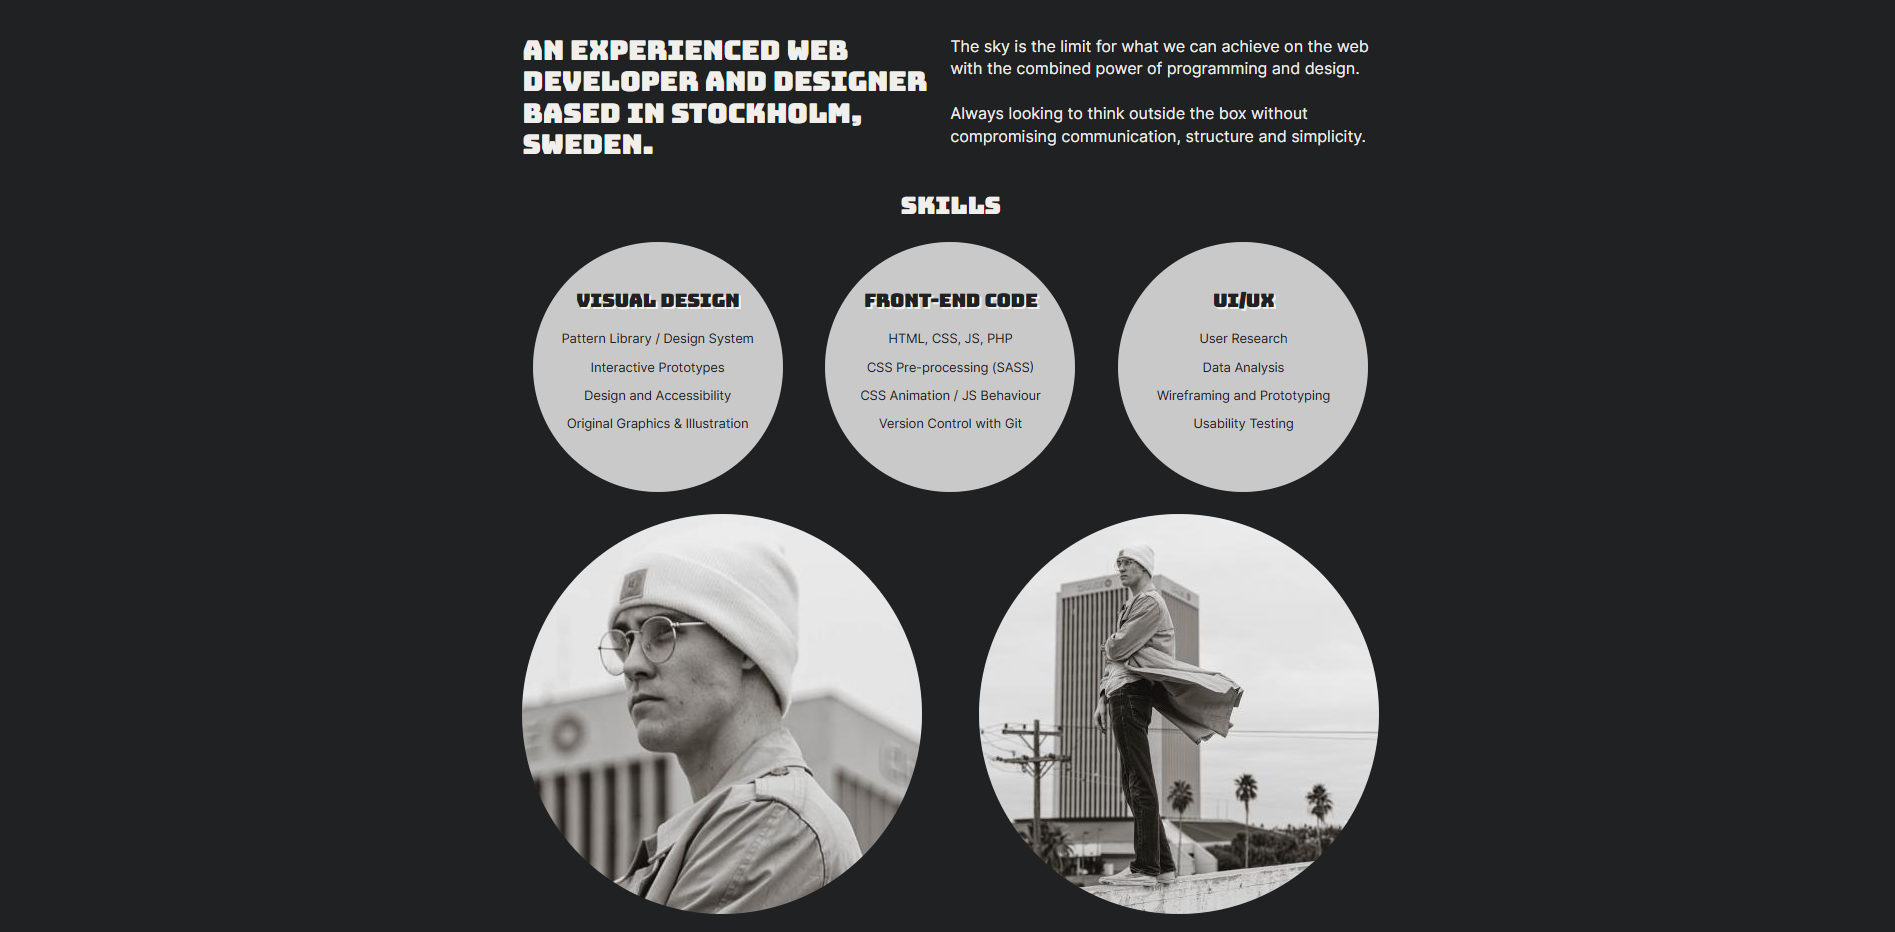 AN EXPERIENCED WEB
DEVELOPER AND DESIGNER
BASED IN STOCKHOLM,
SWEDEN.
The sky is the limit for what we can achieve on the web
with the combined power of programming and design.
Always looking to think outside the box without
compromising communication, structure and simplicity.
SKILLS
VISUAL DESIGN
Pattern Library / Design System
Interactive Prototypes
Design and Accessibility
Original Graphics & Illustration
FRONT-END CODE
HTML, CSS, JS, PHP
CSS Pre-processing (SASS)
CSS Animation / JS Behaviour
Version Control with Git
UI/UX
User Research
Data Analysis
Wireframing and Prototyping
Usability Testing